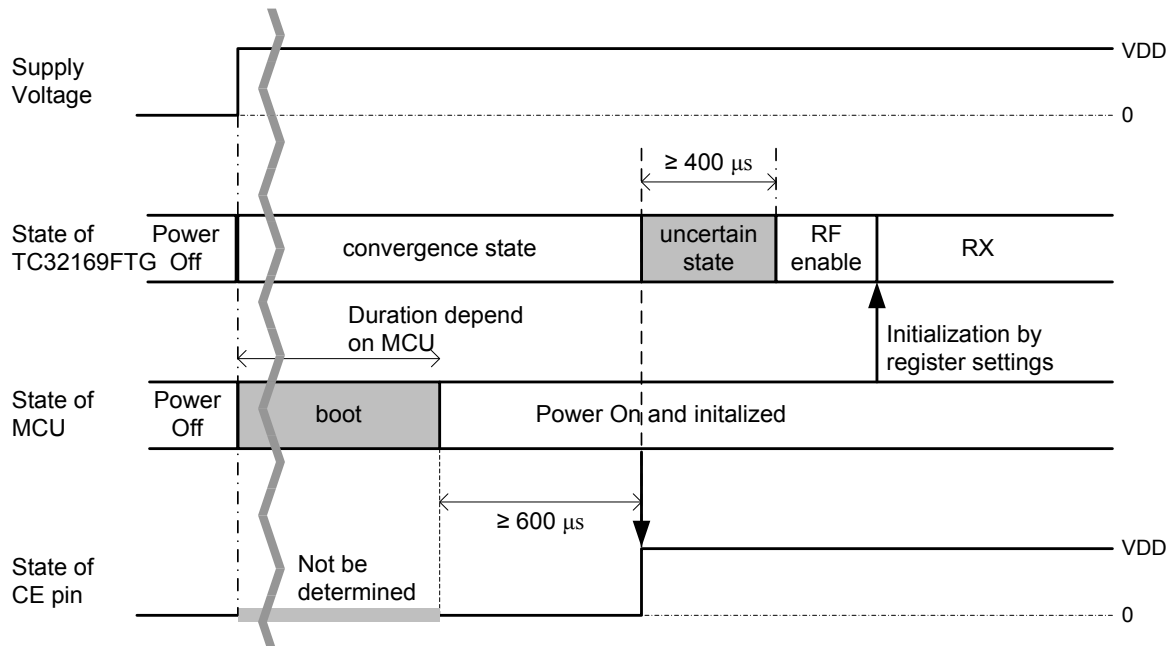 Supply
Voltage
VDD
0
≥ 400 μs
State of
TC32169FTG
Power
Off
convergence state
uncertain
state
RF
enable
RX
Duration depend
on MCU
Initialization by
register settings
State of
MCU
Power
Off
boot
Power On and initalized
≥ 600 μs
State of
CE pin
Not be
determined
VDD
0